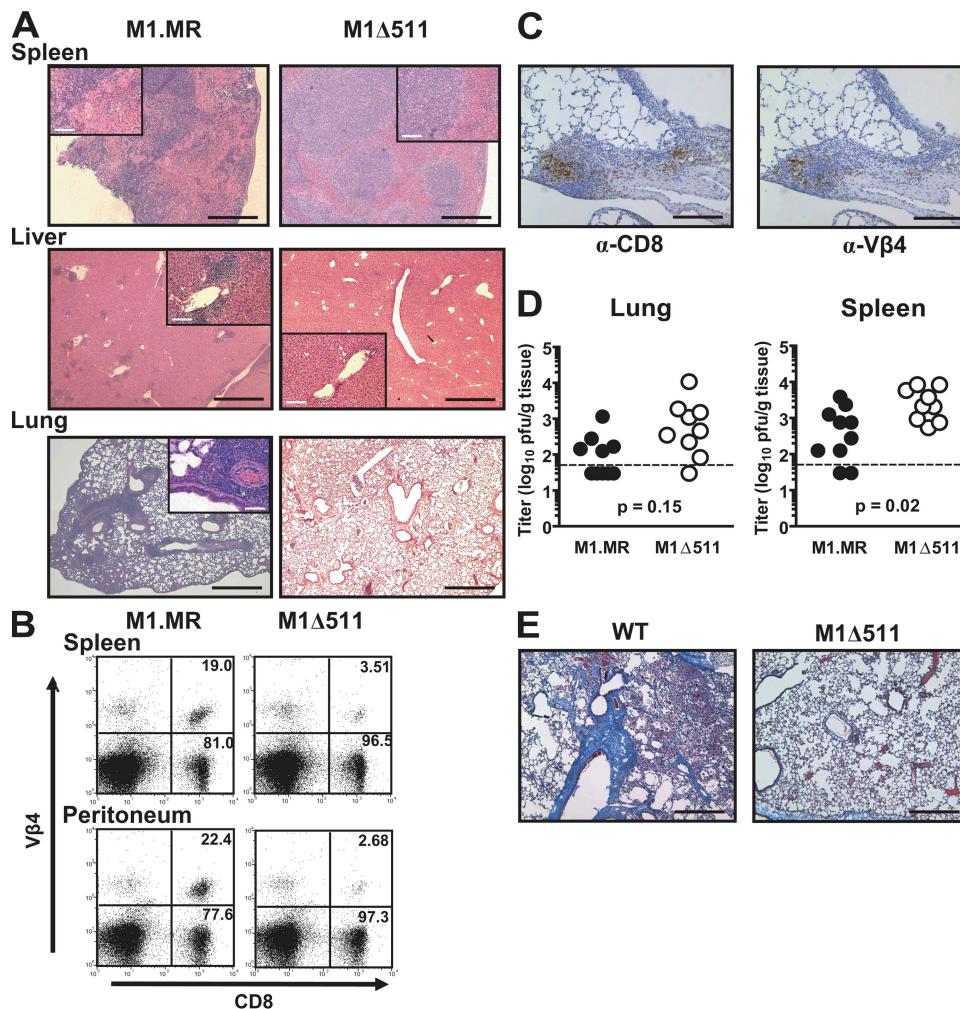 A
M1.MR M1Δ511
Spleen
Liver
Lung
B
M1.MR M1Δ511
Spleen
19.0 3.51
81.0 96.5
Peritoneum
22.4 2.68
77.6 97.3
Vβ4
CD8
C
α-CD8 α-Vβ4
D
Lung Spleen
Titer (log10 pfu/g tissue)
5
4
3
2
1
0
p = 0.15
M1.MR M1Δ511
Titer (log10 pfu/g tissue)
5
4
3
2
1
0
p = 0.02
M1.MR M1Δ511
E
WT M1Δ511